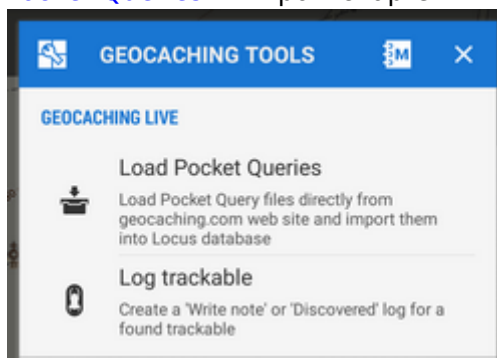 GEOCACHING TOOLS
GEOCACHING LIVE
Load Pocket Queries
Load Pocket Query files directly from
geocaching.com web site and import them
into Locus database
Log trackable
Create a 'Write note' or 'Discovered' log for a
found trackable